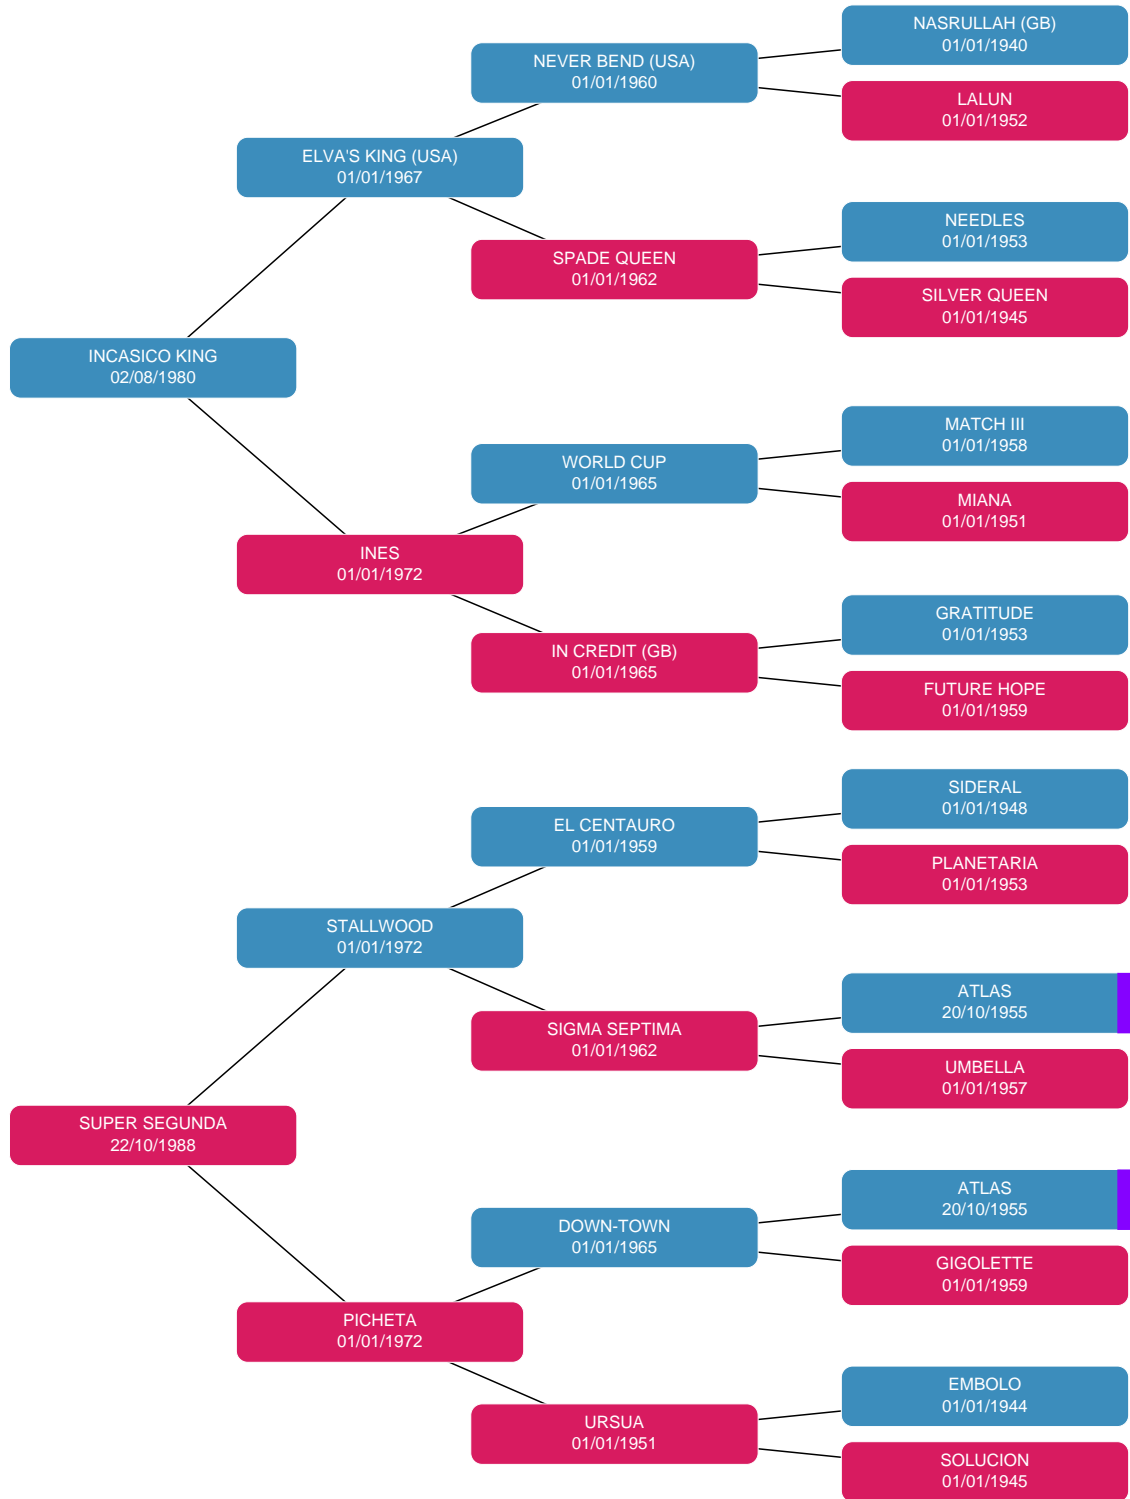 NASRULLAH (GB)
01/01/1940
NEVER BEND (USA)
01/01/1960
LALUN
01/01/1952
ELVA'S KING (USA)
01/01/1967
NEEDLES
01/01/1953
SPADE QUEEN
01/01/1962
SILVER QUEEN
01/01/1945
INCASICO KING
02/08/1980
MATCH III
01/01/1958
WORLD CUP
01/01/1965
MIANA
01/01/1951
INES
01/01/1972
GRATITUDE
01/01/1953
IN CREDIT (GB)
01/01/1965
FUTURE HOPE
01/01/1959
SIDERAL
01/01/1948
EL CENTAURO
01/01/1959
PLANETARIA
01/01/1953
STALLWOOD
01/01/1972
ATLAS
20/10/1955
SIGMA SEPTIMA
01/01/1962
UMBELLA
01/01/1957
SUPER SEGUNDA
22/10/1988
ATLAS
20/10/1955
DOWN-TOWN
01/01/1965
GIGOLETTE
01/01/1959
PICHETA
01/01/1972
EMBOLO
01/01/1944
URSUA
01/01/1951
SOLUCION
01/01/1945